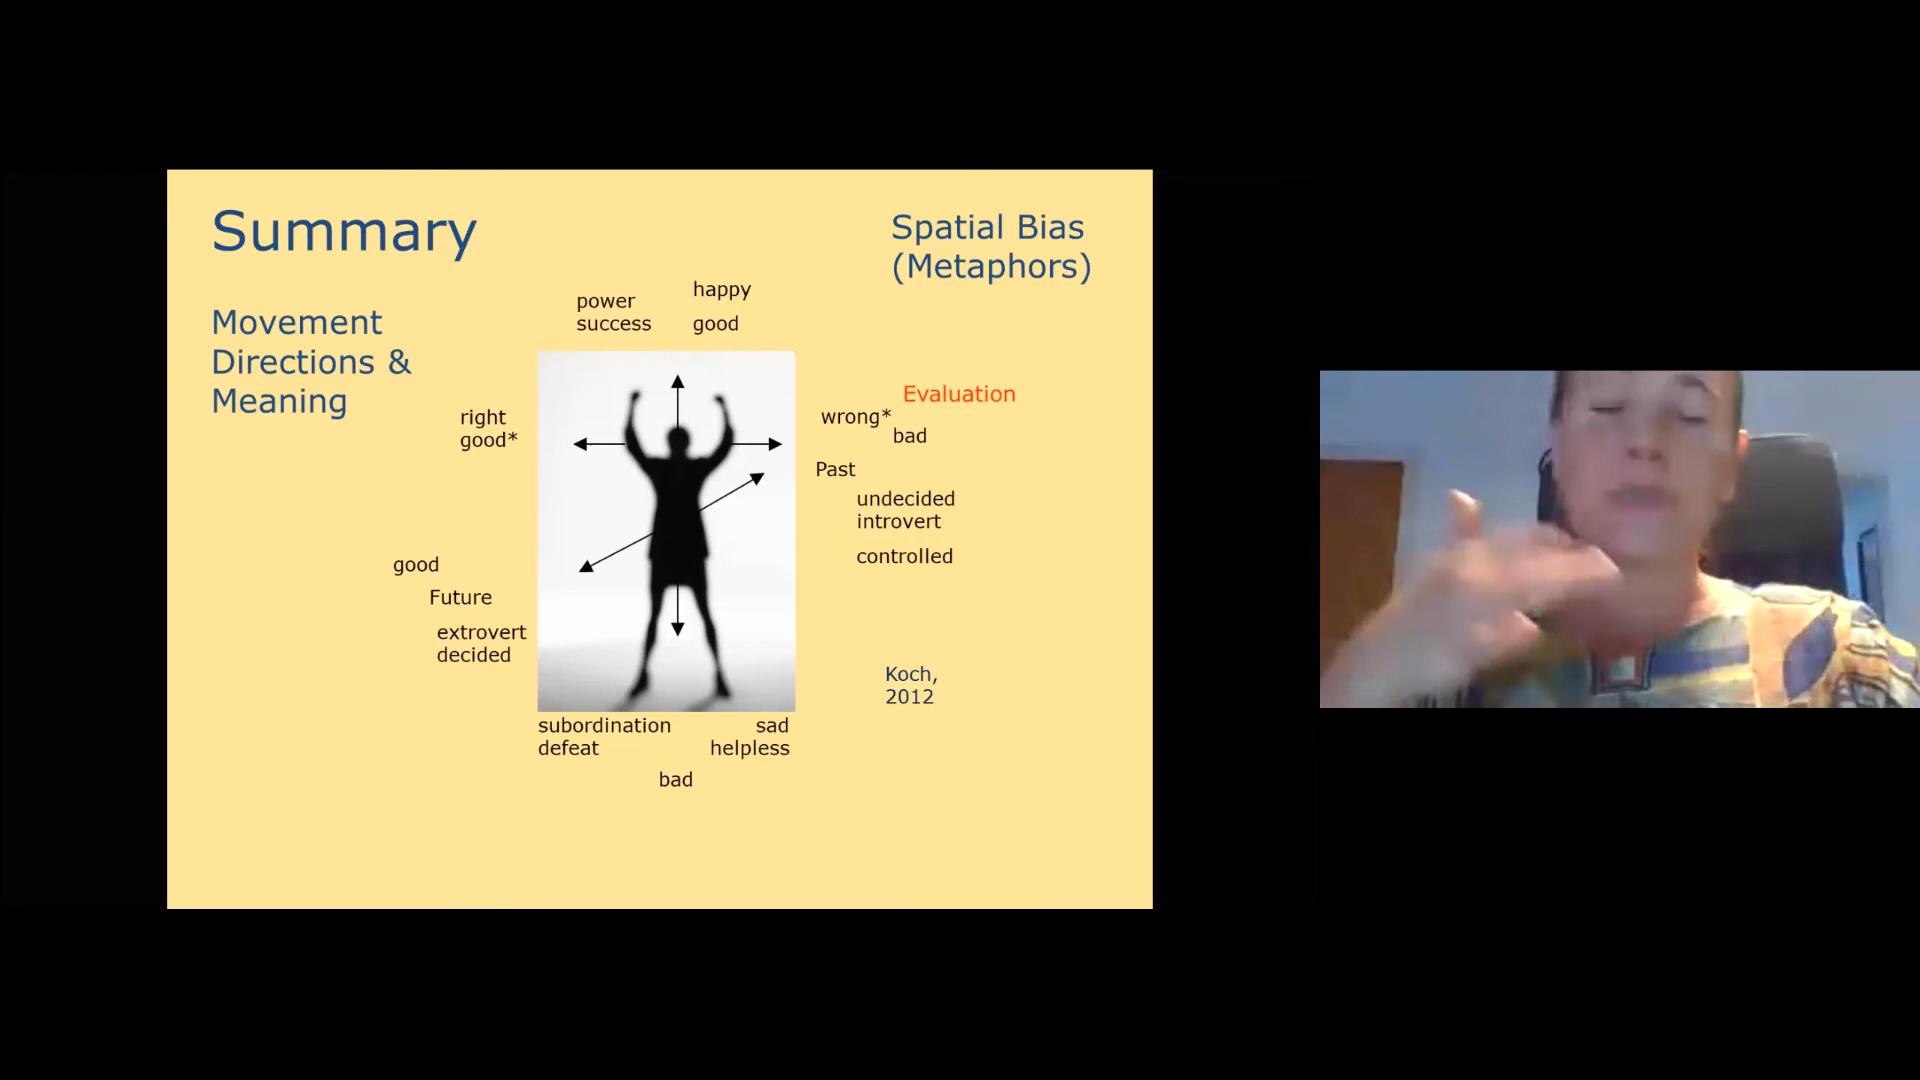 Summary
Spatial Bias
(Metaphors)
Movement
Directions &
Meaning
power
success
happy
good
right
good*
Evaluation
wrong*
bad
Past
undecided
introvert
controlled
good
Future
extrovert
decided
Koch,
2012
subordination
defeat
sad
helpless
bad